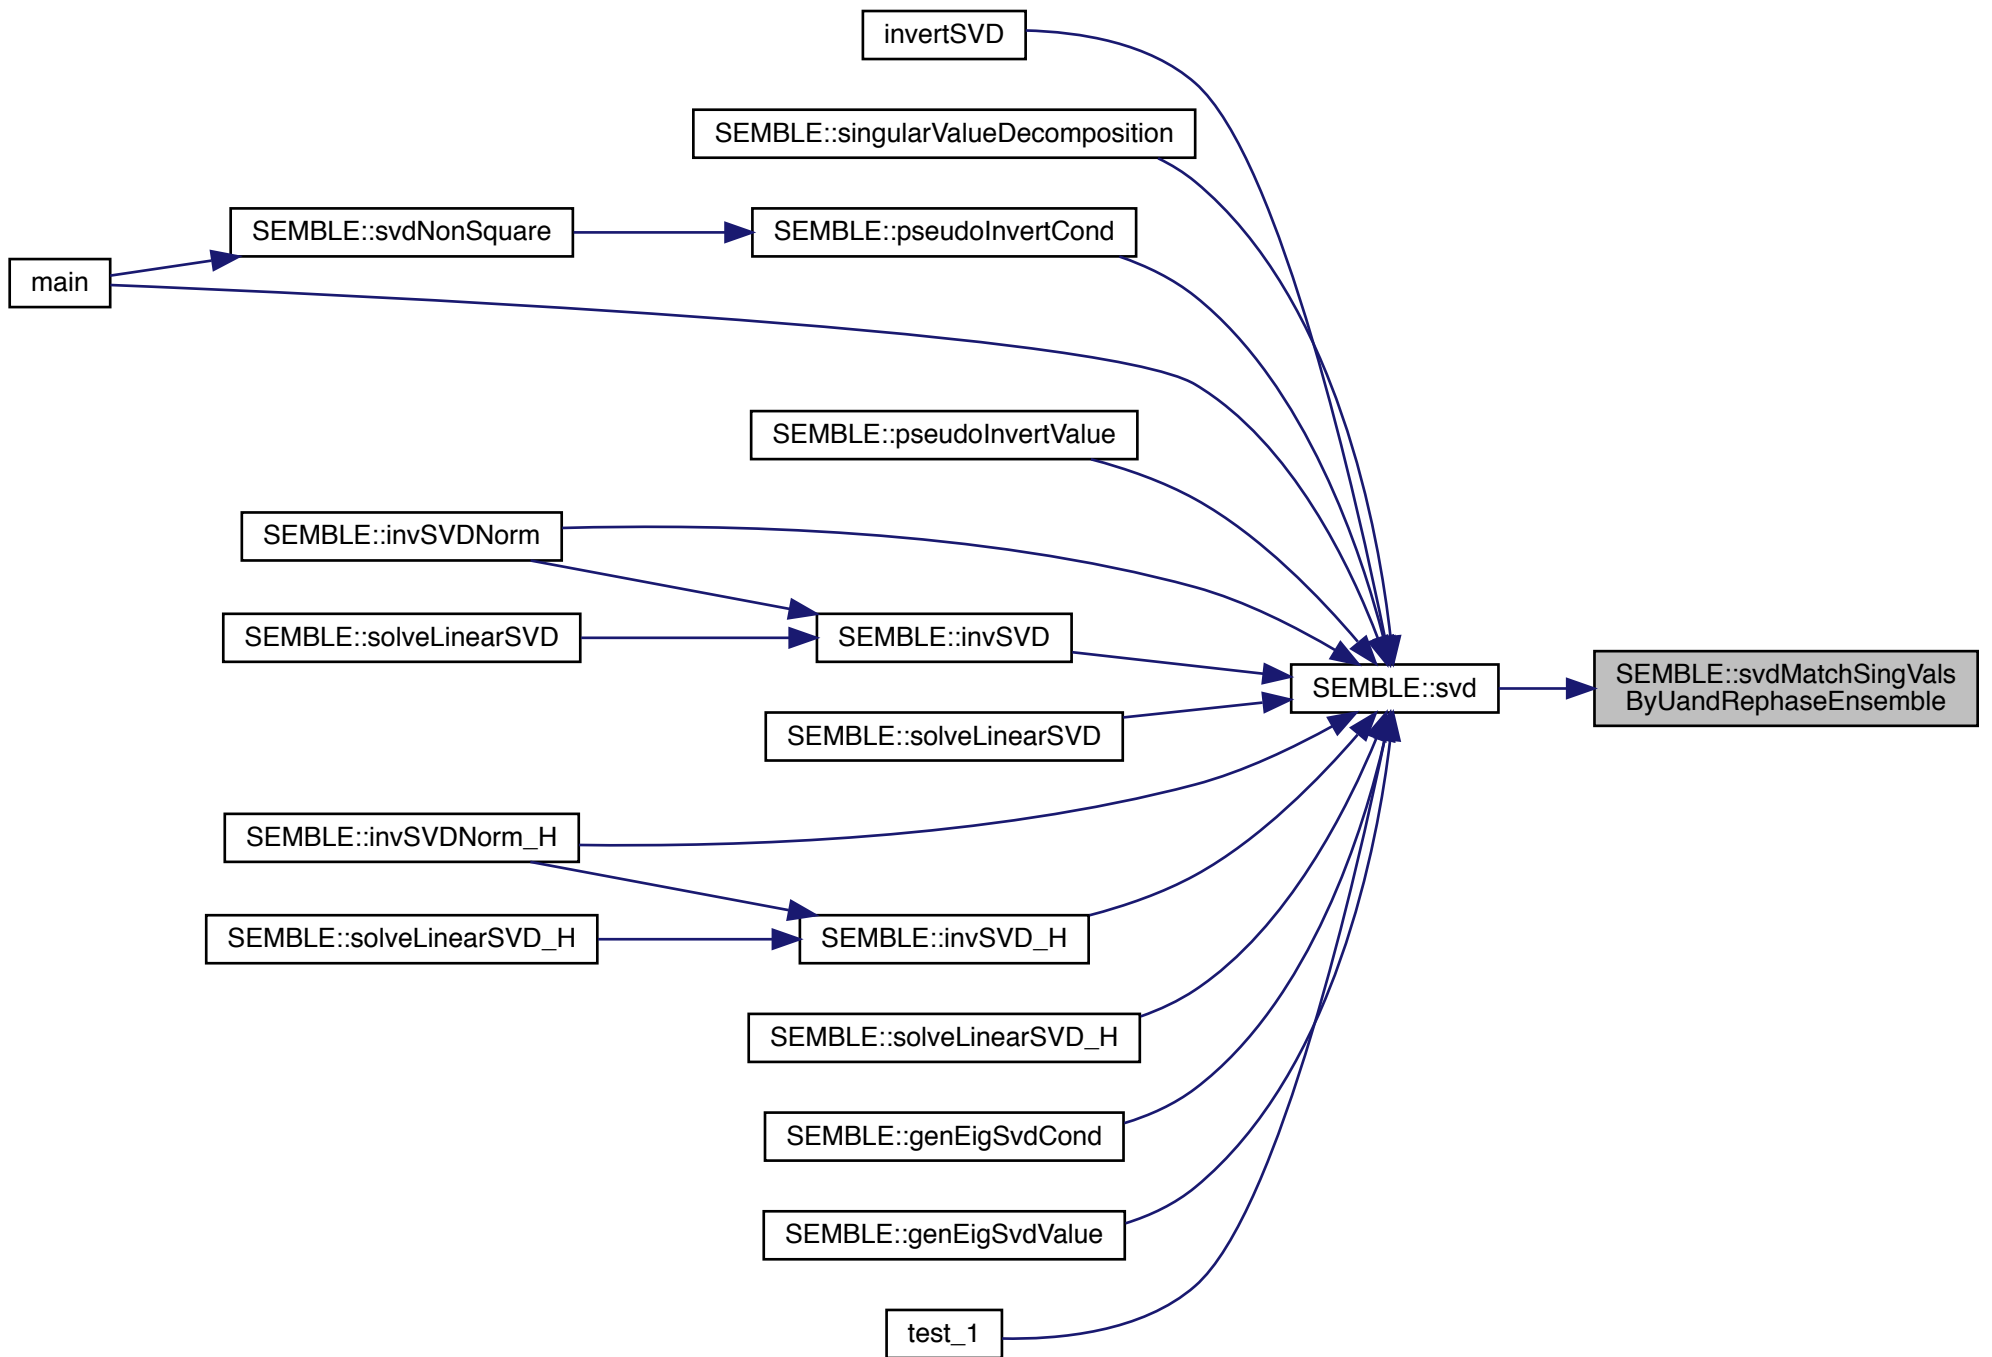 invertSVD
SEMBLE::singularValueDecomposition
SEMBLE::svdNonSquare
SEMBLE::pseudoInvertCond
main
SEMBLE::pseudoInvertValue
SEMBLE::invSVDNorm
SEMBLE::solveLinearSVD
SEMBLE::invSVD
SEMBLE::svd
SEMBLE::svdMatchSingVals
ByUandRephaseEnsemble
SEMBLE::solveLinearSVD
SEMBLE::invSVDNorm_H
SEMBLE::solveLinearSVD_H
SEMBLE::invSVD_H
SEMBLE::solveLinearSVD_H
SEMBLE::genEigSvdCond
SEMBLE::genEigSvdValue
test_1